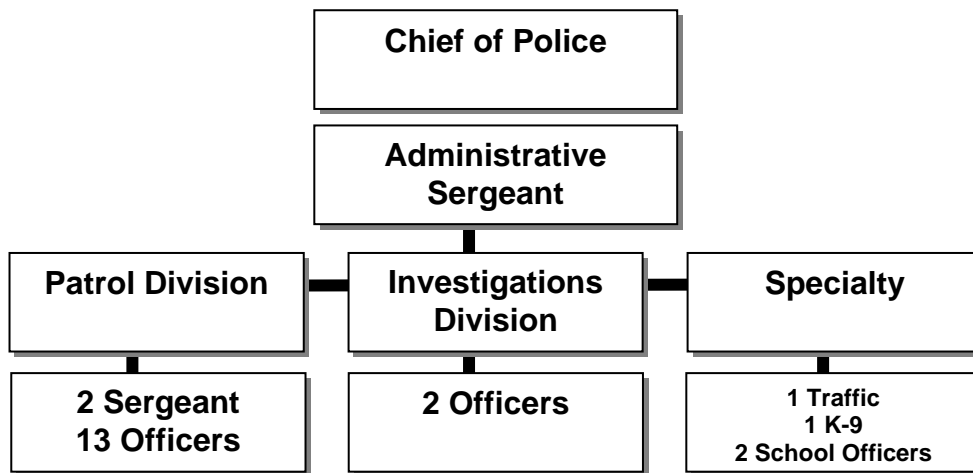 Chief of Police
Administrative
Sergeant
Patrol Division
Investigations
Division
Specialty
2 Sergeant
13 Officers
2 Officers
1 Traffic
1 K-9
2 School Officers